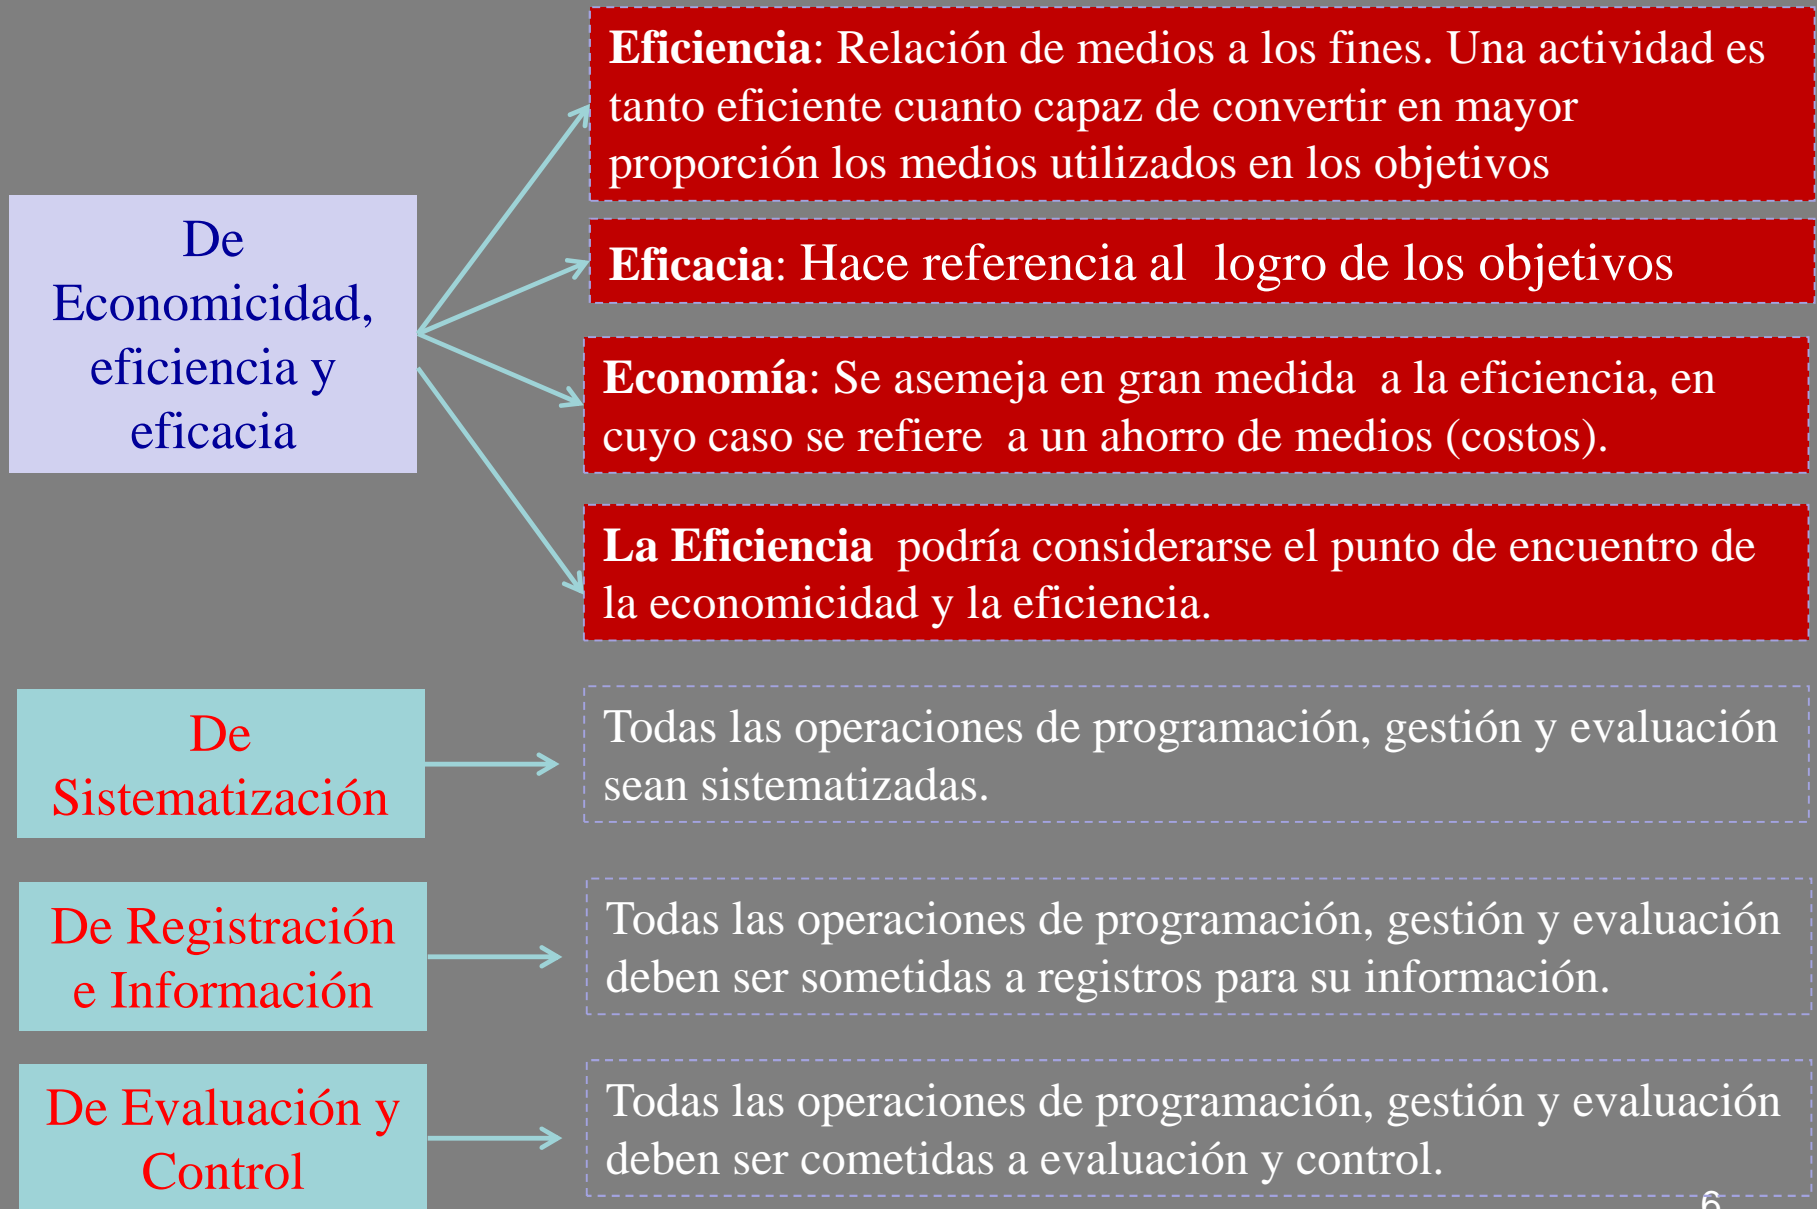 De
Economicidad,
eficiencia y
eficacia
Eficiencia: Relación de medios a los fines. Una actividad es
tanto eficiente cuanto capaz de convertir en mayor
proporción los medios utilizados en los objetivos
Eficacia: Hace referencia al logro de los objetivos
Economía: Se asemeja en gran medida a la eficiencia, en
cuyo caso se refiere a un ahorro de medios (costos).
La Eficiencia podría considerarse el punto de encuentro de
la economicidad y la eficiencia.
De
Sistematización
Todas las operaciones de programación, gestión y evaluación
sean sistematizadas.
De Registración
e Información
Todas las operaciones de programación, gestión y evaluación
deben ser sometidas a registros para su información.
De Evaluación y
Control
Todas las operaciones de programación, gestión y evaluación
deben ser cometidas a evaluación y control.
6